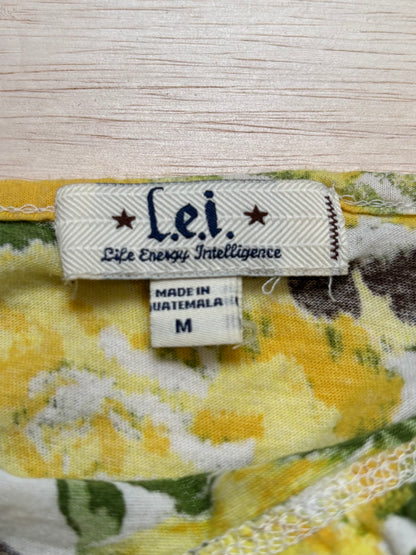 l.e.i.
Life Energy Intelligence
MADE IN
GUATEMALA
M